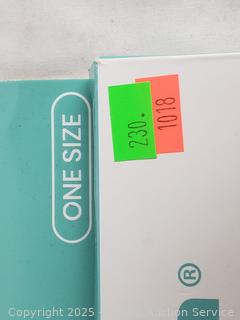 ONE SIZE
230.
1018
®
Copyright 2025 - 
Auction Service